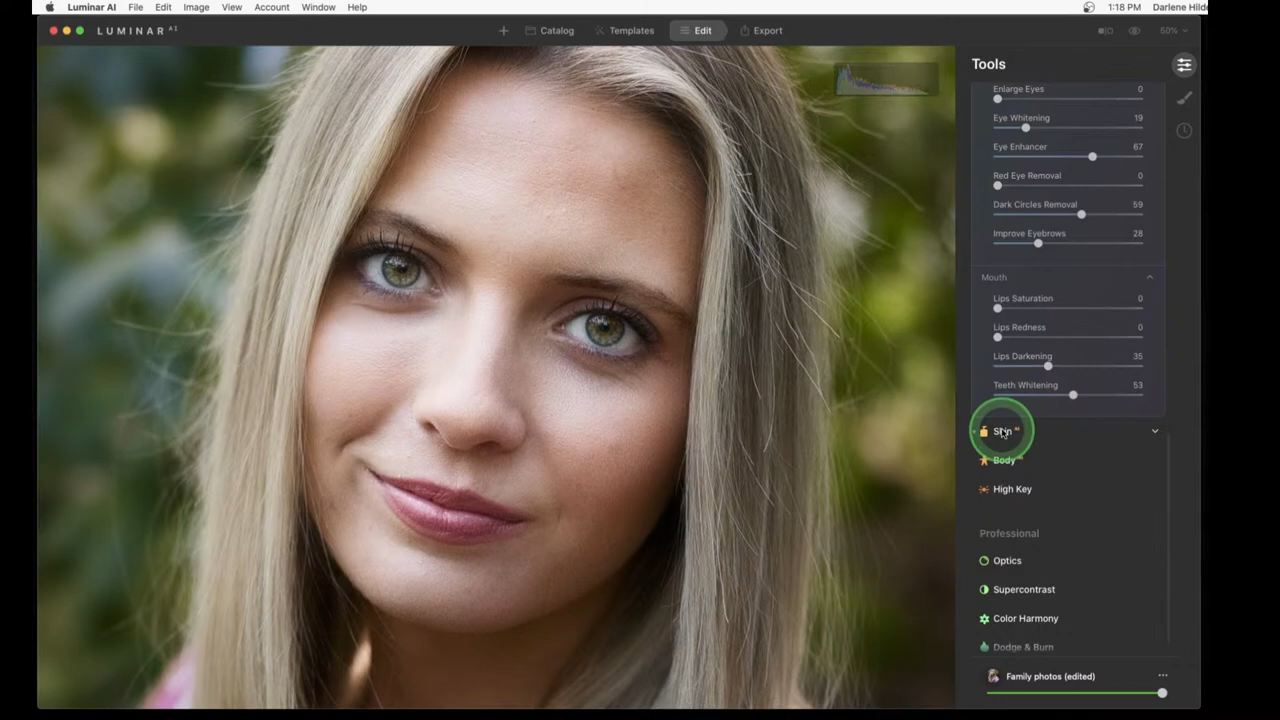 Luminar AI File Edit Image View Account Window Help 1:18 PM Darlene Hild
LUMINAR AI Catalog Templates Edit Export 50%
Tools
Enlarge Eyes 0
Eye Whitening 19
Eye Enhancer 67
Red Eye Removal 0
Dark Circles Removal 59
Improve Eyebrows 28
Mouth
Lips Saturation 0
Lips Redness 0
Lips Darkening 35
Teeth Whitening 53
Skin AI
Body AI
High Key
Professional
Optics
Supercontrast
Color Harmony
Dodge & Burn
Family photos (edited)